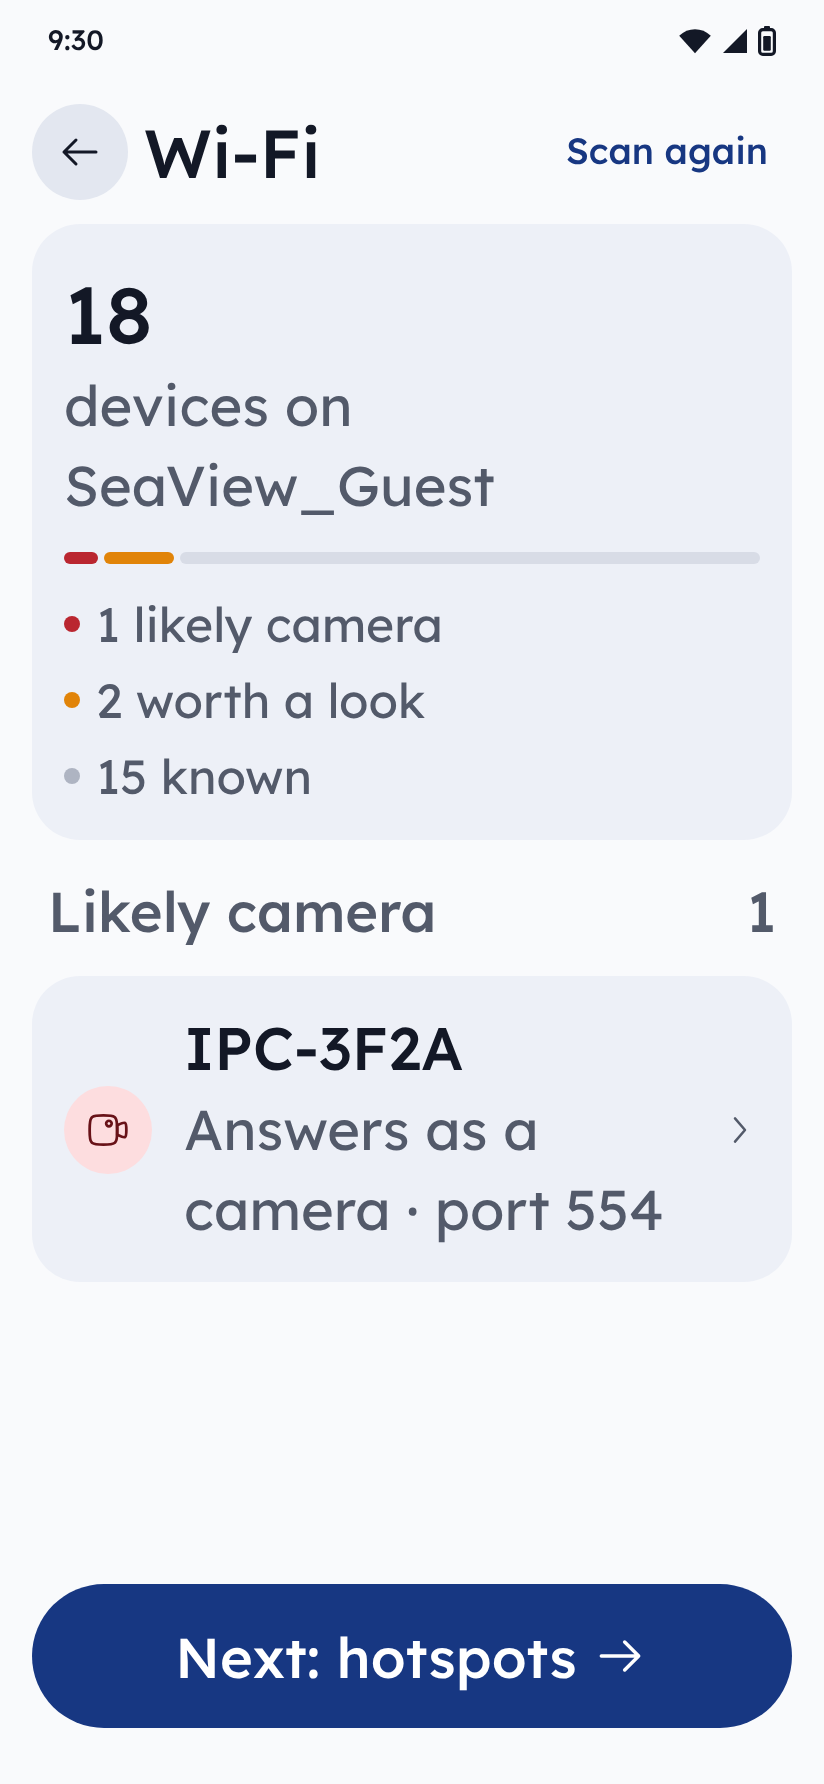 9:30
Wi-Fi
Scan again
18
devices on
SeaView_Guest
1 likely camera
2 worth a look
15 known
Likely camera 1
IPC-3F2A
Answers as a
camera · port 554
Next: hotspots